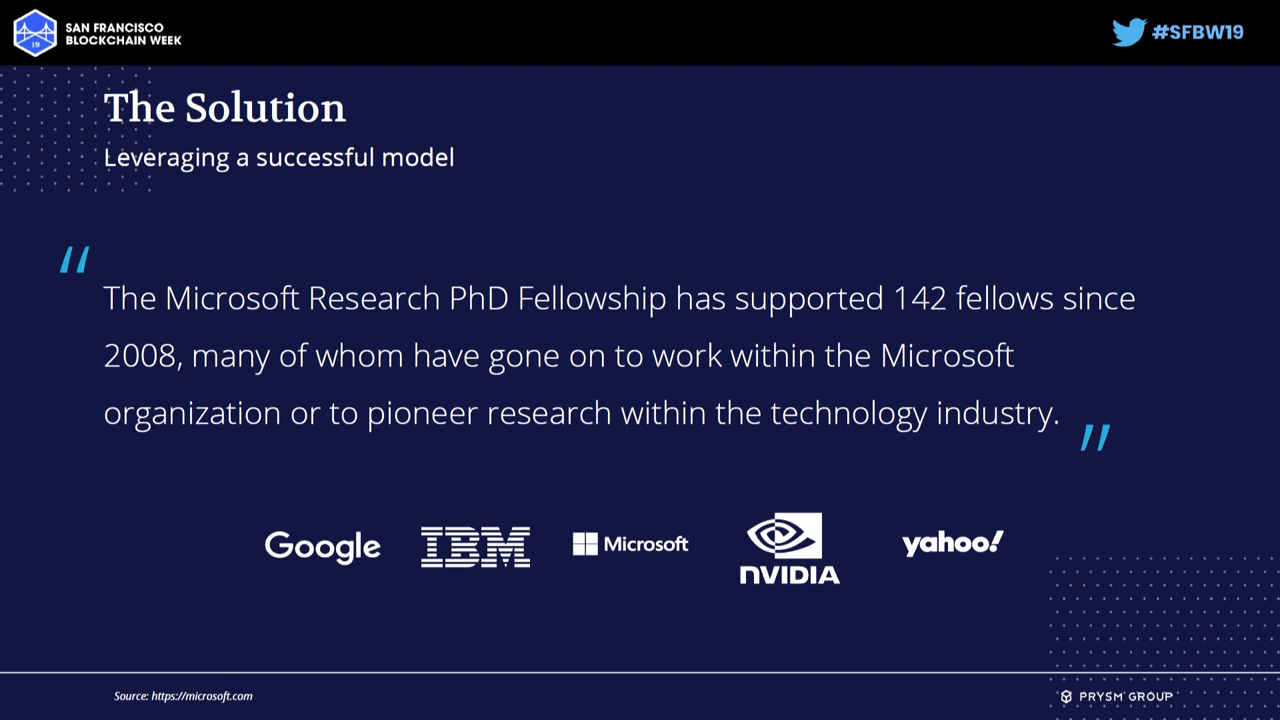 SAN FRANCISCO
BLOCKCHAIN WEEK
19
#SFBW19
The Solution
Leveraging a successful model
“The Microsoft Research PhD Fellowship has supported 142 fellows since
2008, many of whom have gone on to work within the Microsoft
organization or to pioneer research within the technology industry.”
Google IBM Microsoft NVIDIA yahoo!
Source: https://microsoft.com
PRYSM GROUP